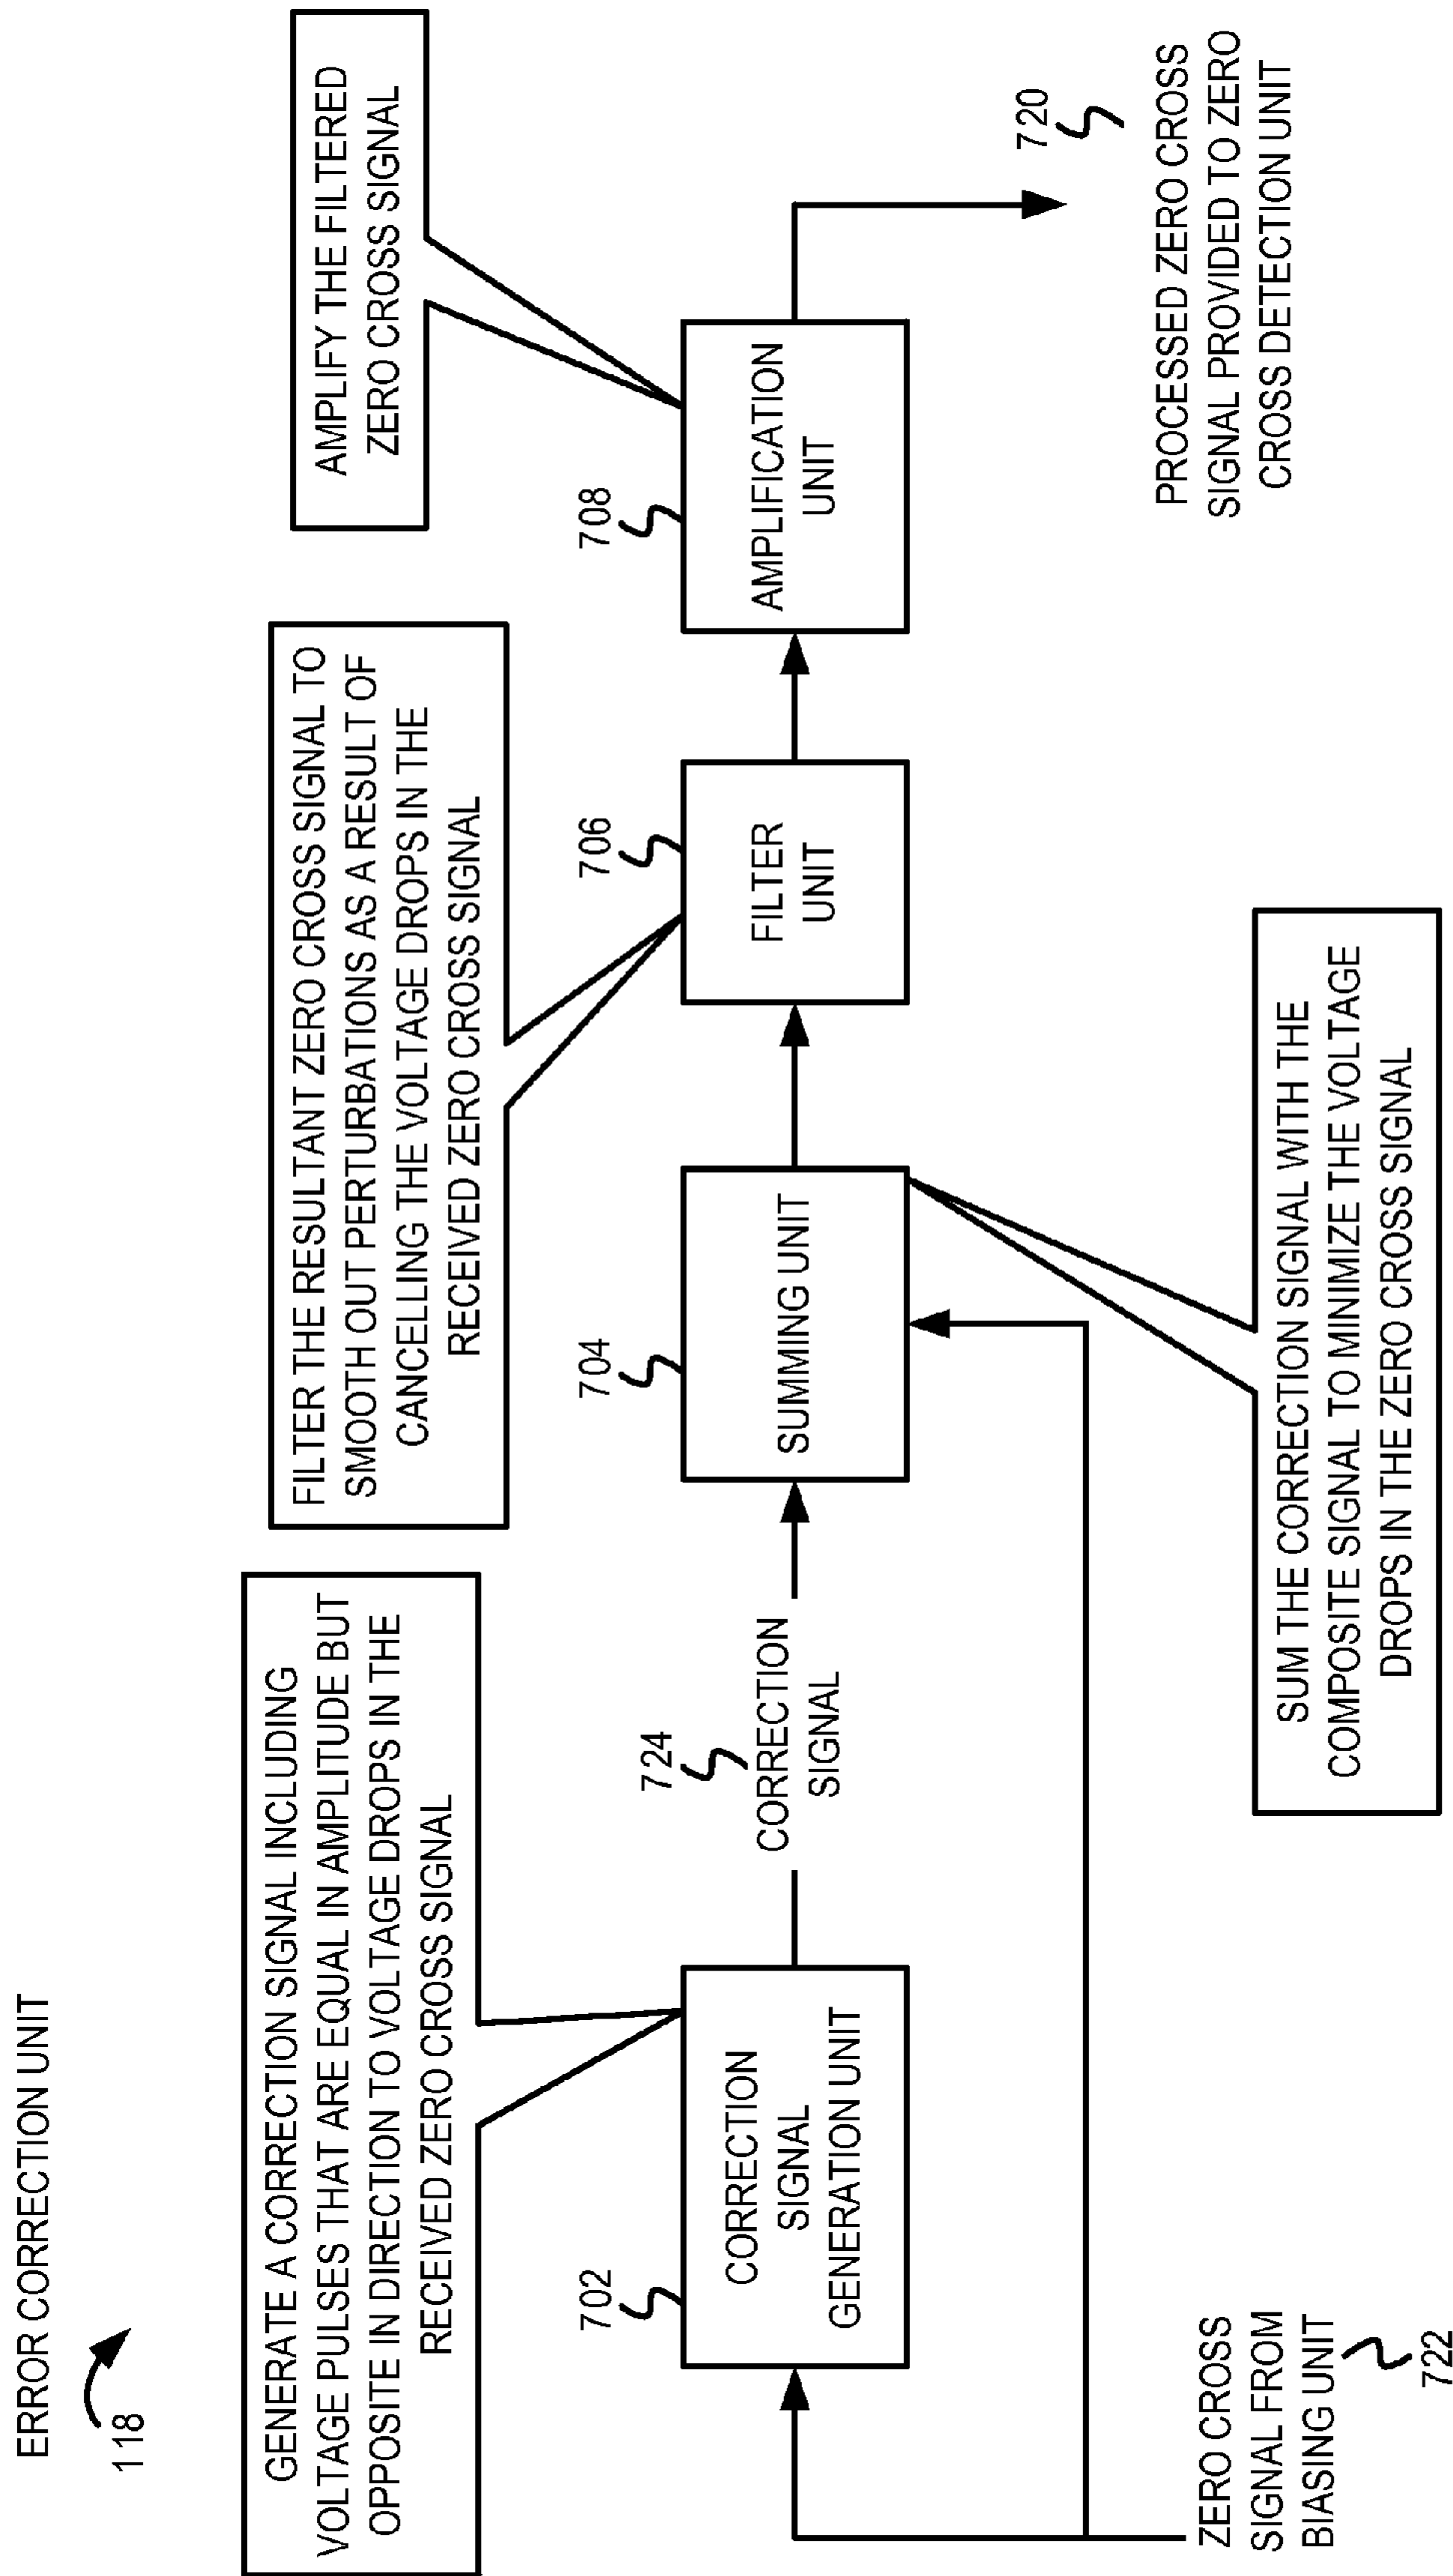 ERROR CORRECTION UNIT
118
GENERATE A CORRECTION SIGNAL INCLUDING
VOLTAGE PULSES THAT ARE EQUAL IN AMPLITUDE BUT
OPPOSITE IN DIRECTION TO VOLTAGE DROPS IN THE
RECEIVED ZERO CROSS SIGNAL
FILTER THE RESULTANT ZERO CROSS SIGNAL TO
SMOOTH OUT PERTURBATIONS AS A RESULT OF
CANCELLING THE VOLTAGE DROPS IN THE
RECEIVED ZERO CROSS SIGNAL
AMPLIFY THE FILTERED
ZERO CROSS SIGNAL
702
CORRECTION
SIGNAL
GENERATION UNIT
724
CORRECTION
SIGNAL
704
SUMMING UNIT
706
FILTER
UNIT
708
AMPLIFICATION
UNIT
720
PROCESSED ZERO CROSS
SIGNAL PROVIDED TO ZERO
CROSS DETECTION UNIT
ZERO CROSS
SIGNAL FROM
BIASING UNIT
722
SUM THE CORRECTION SIGNAL WITH THE
COMPOSITE SIGNAL TO MINIMIZE THE VOLTAGE
DROPS IN THE ZERO CROSS SIGNAL